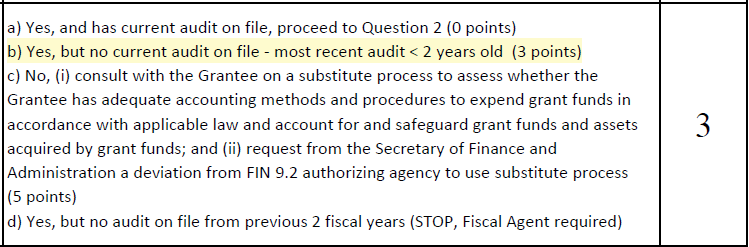 a) Yes, and has current audit on file, proceed to Question 2 (0 points)
b) Yes, but no current audit on file - most recent audit < 2 years old  (3 points)
c) No, (i) consult with the Grantee on a substitute process to assess whether the
Grantee has adequate accounting methods and procedures to expend grant funds in
accordance with applicable law and account for and safeguard grant funds and assets
acquired by grant funds; and (ii) request from the Secretary of Finance and
Administration a deviation from FIN 9.2 authorizing agency to use substitute process
(5 points)
d) Yes, but no audit on file from previous 2 fiscal years (STOP, Fiscal Agent required)
3